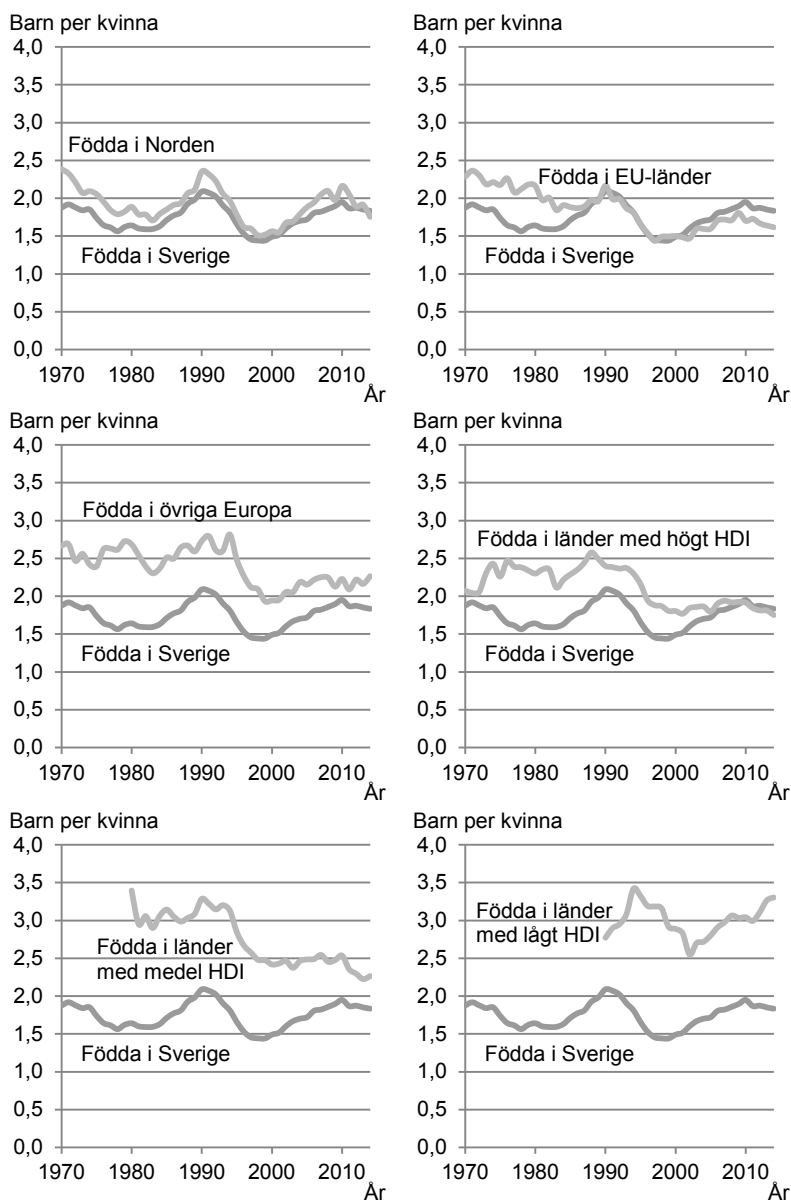 Barn per kvinna
4,0
3,5
3,0
Födda i Norden
2,5
2,0
1,5
Födda i Sverige
1,0
0,5
0,0
1970 1980 1990 2000 2010
År
Barn per kvinna
4,0
3,5
3,0
2,5
Födda i EU-länder
2,0
1,5
Födda i Sverige
1,0
0,5
0,0
1970 1980 1990 2000 2010
År
Barn per kvinna
4,0
3,5
Födda i övriga Europa
3,0
2,5
2,0
1,5
Födda i Sverige
1,0
0,5
0,0
1970 1980 1990 2000 2010
År
Barn per kvinna
4,0
3,5
3,0
Födda i länder med högt HDI
2,5
2,0
1,5
Födda i Sverige
1,0
0,5
0,0
1970 1980 1990 2000 2010
År
Barn per kvinna
4,0
3,5
3,0
Födda i länder
med medel HDI
2,5
2,0
1,5
Födda i Sverige
1,0
0,5
0,0
1970 1980 1990 2000 2010
År
Barn per kvinna
4,0
3,5
Födda i länder
3,0
med lågt HDI
2,5
2,0
1,5
Födda i Sverige
1,0
0,5
0,0
1970 1980 1990 2000 2010
År